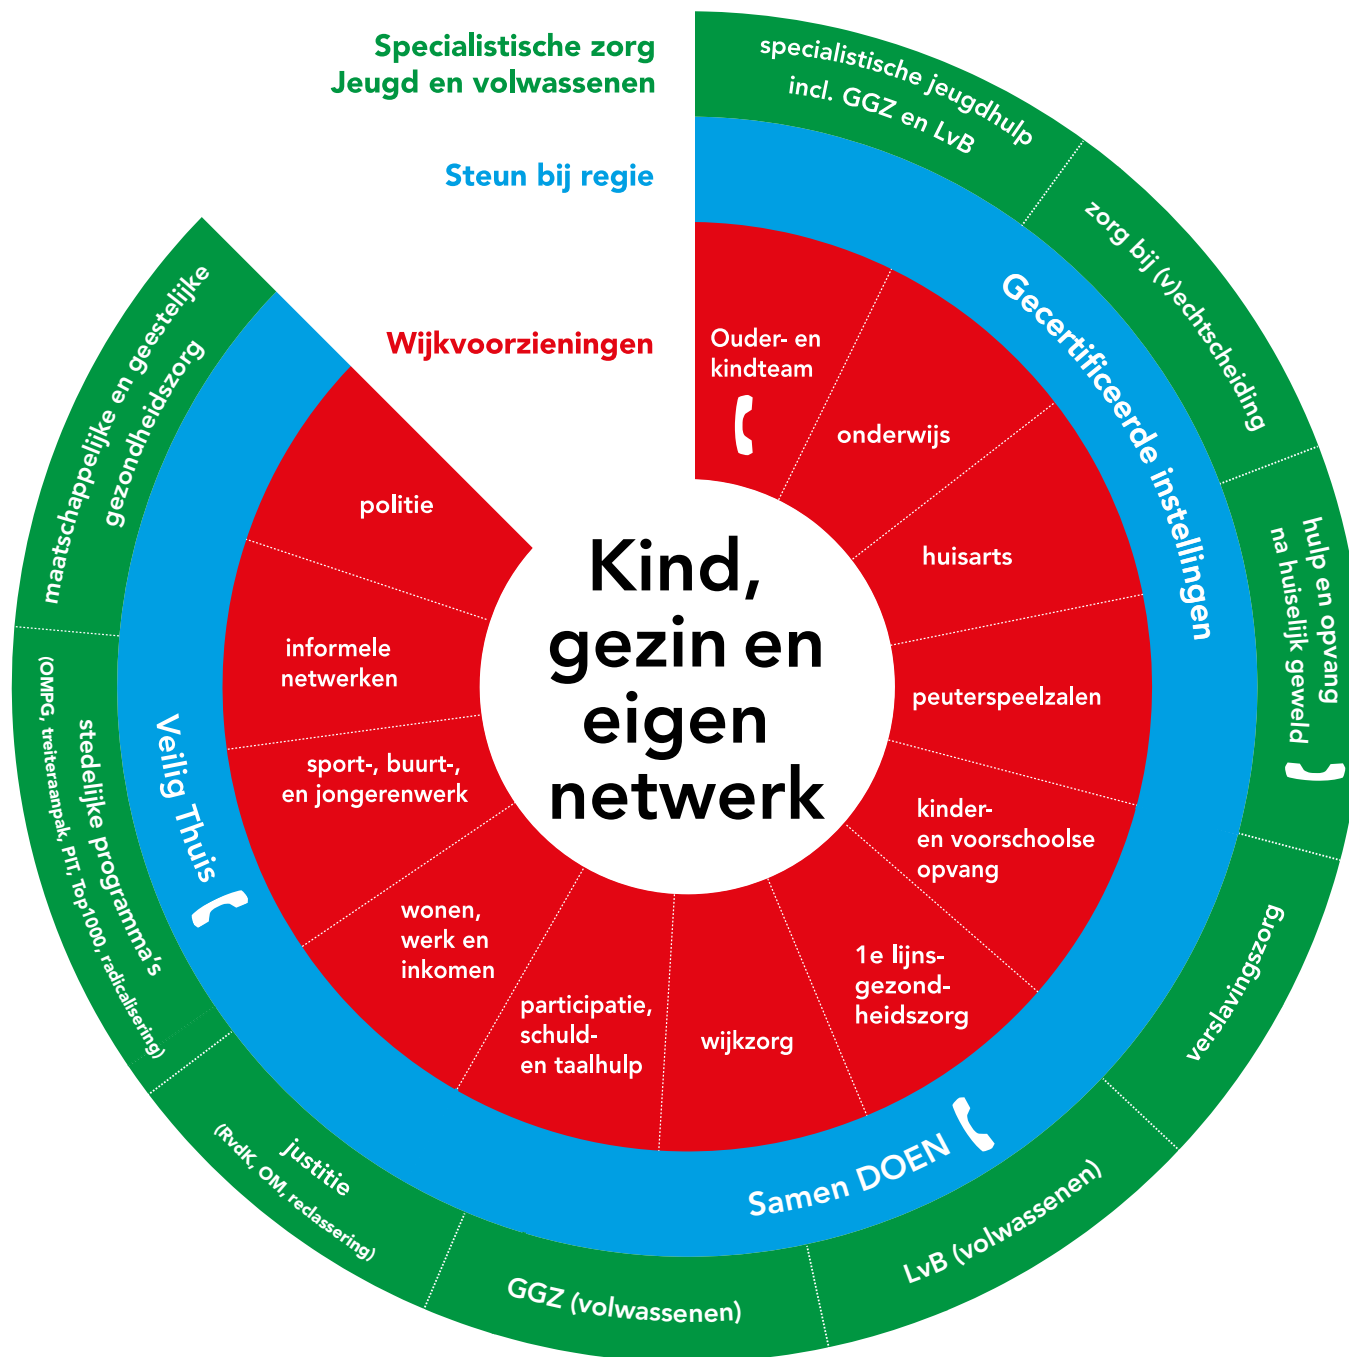 Specialistische zorg
Jeugd en volwassenen
Steun bij regie
Wijkvoorzieningen
specialistische jeugdhulp
incl. GGZ en LvB
zorg bij (v)echtscheiding
hulp en opvang
na huiselijk geweld
verslavingszorg
LvB (volwassenen)
GGZ (volwassenen)
justitie
(RvdK, OM, reclassering)
stedelijke programma's
(OMPG, treiteraanpak, PIT, Top1000, radicalisering)
maatschappelijke en geestelijke
gezondheidszorg
Gecertificeerde instellingen
Samen DOEN
Veilig Thuis
Ouder- en
kindteam
onderwijs
huisarts
peuterspeelzalen
kinder-
en voorschoolse
opvang
1e lijns-
gezond-
heidszorg
wijkzorg
participatie,
schuld-
en taalhulp
wonen,
werk en
inkomen
sport-, buurt-,
en jongerenwerk
informele
netwerken
politie
Kind,
gezin en
eigen
netwerk